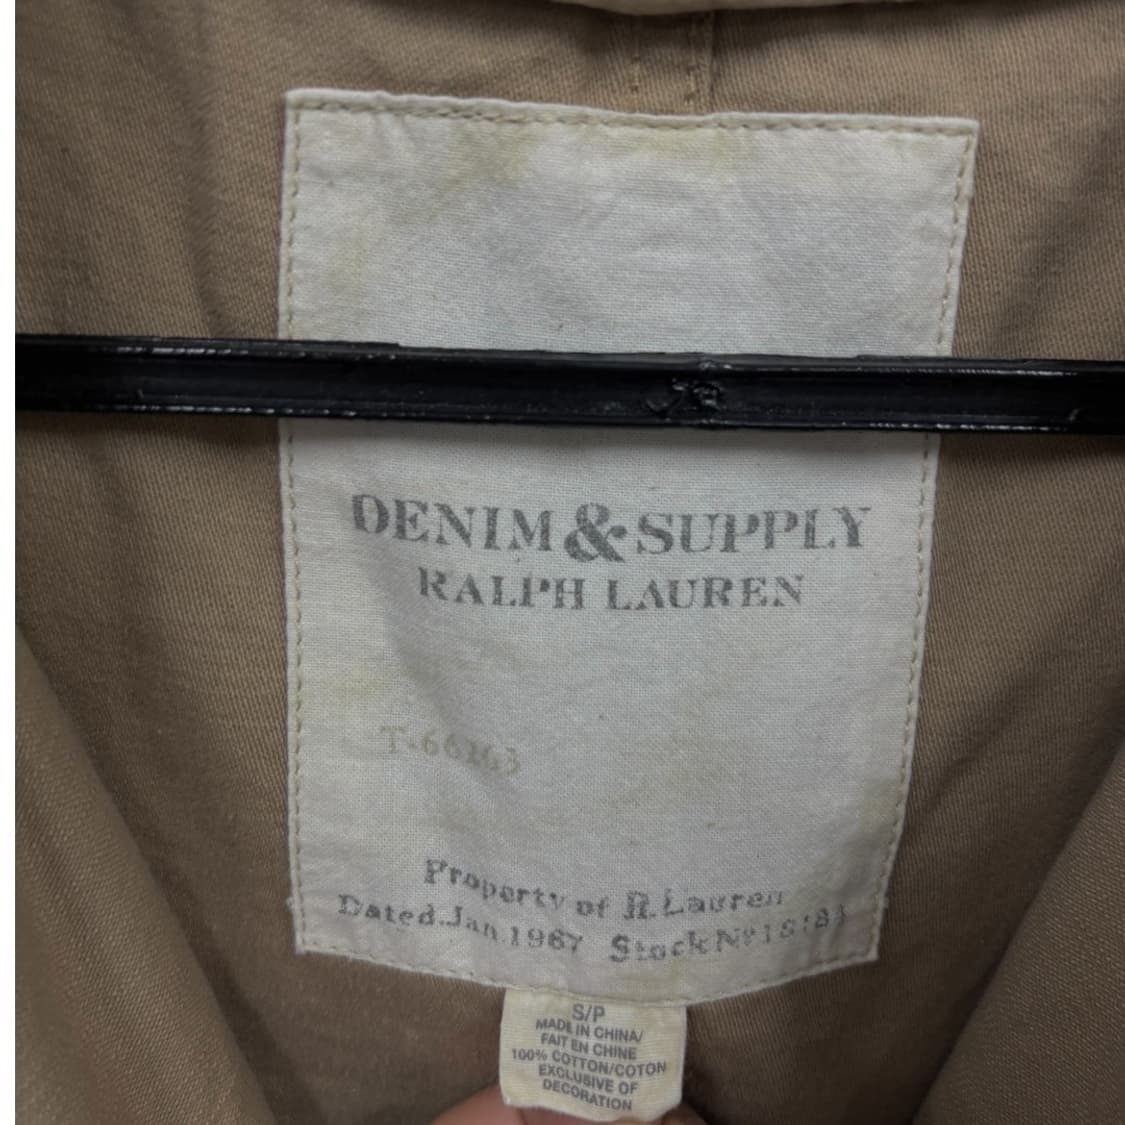 DENIM & SUPPLY
RALPH LAUREN
T-66163
Property of R.Lauren
Dated.Jan.1967 Stock Nº
S/P
MADE IN CHINA/
FAIT EN CHINE
100% COTTON/COTON
EXCLUSIVE OF
DECORATION